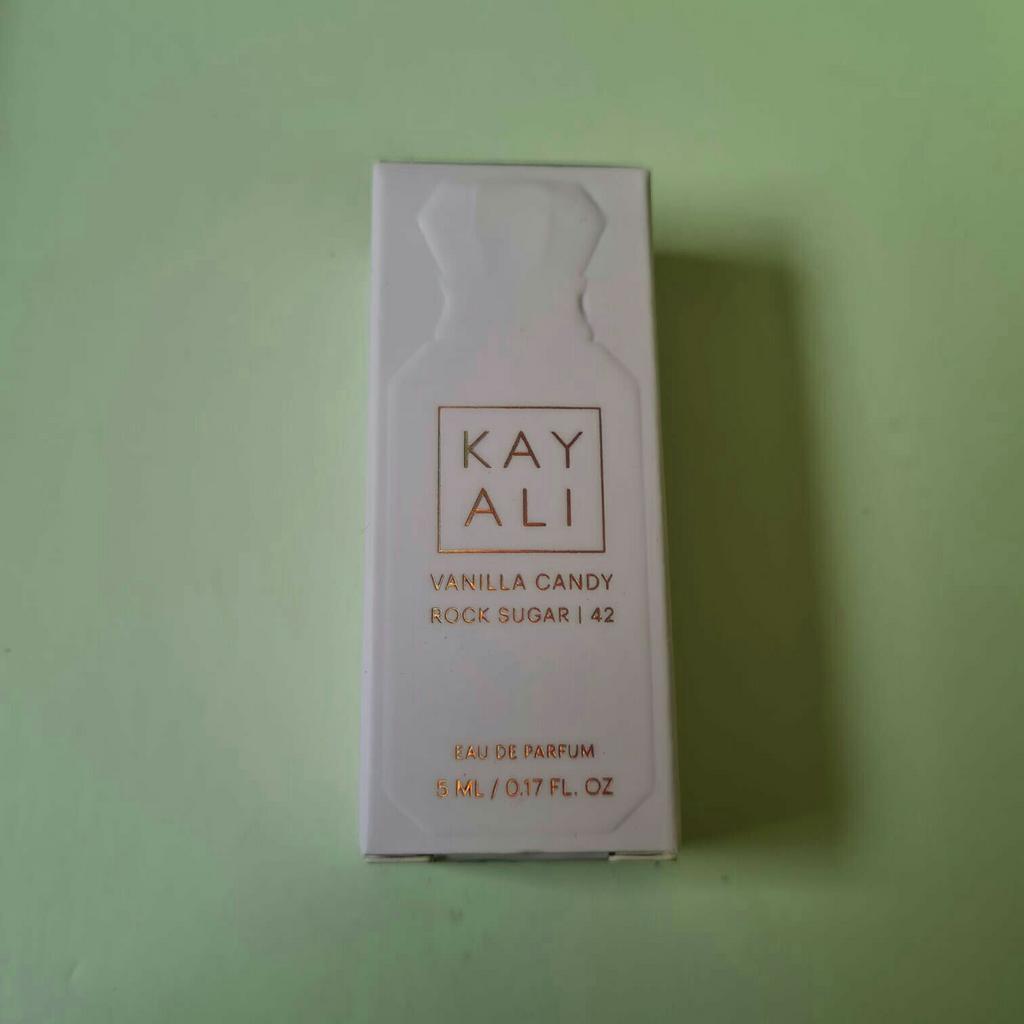 KAY
ALI
VANILLA CANDY
ROCK SUGAR | 42
EAU DE PARFUM
5 ML / 0.17 FL. OZ